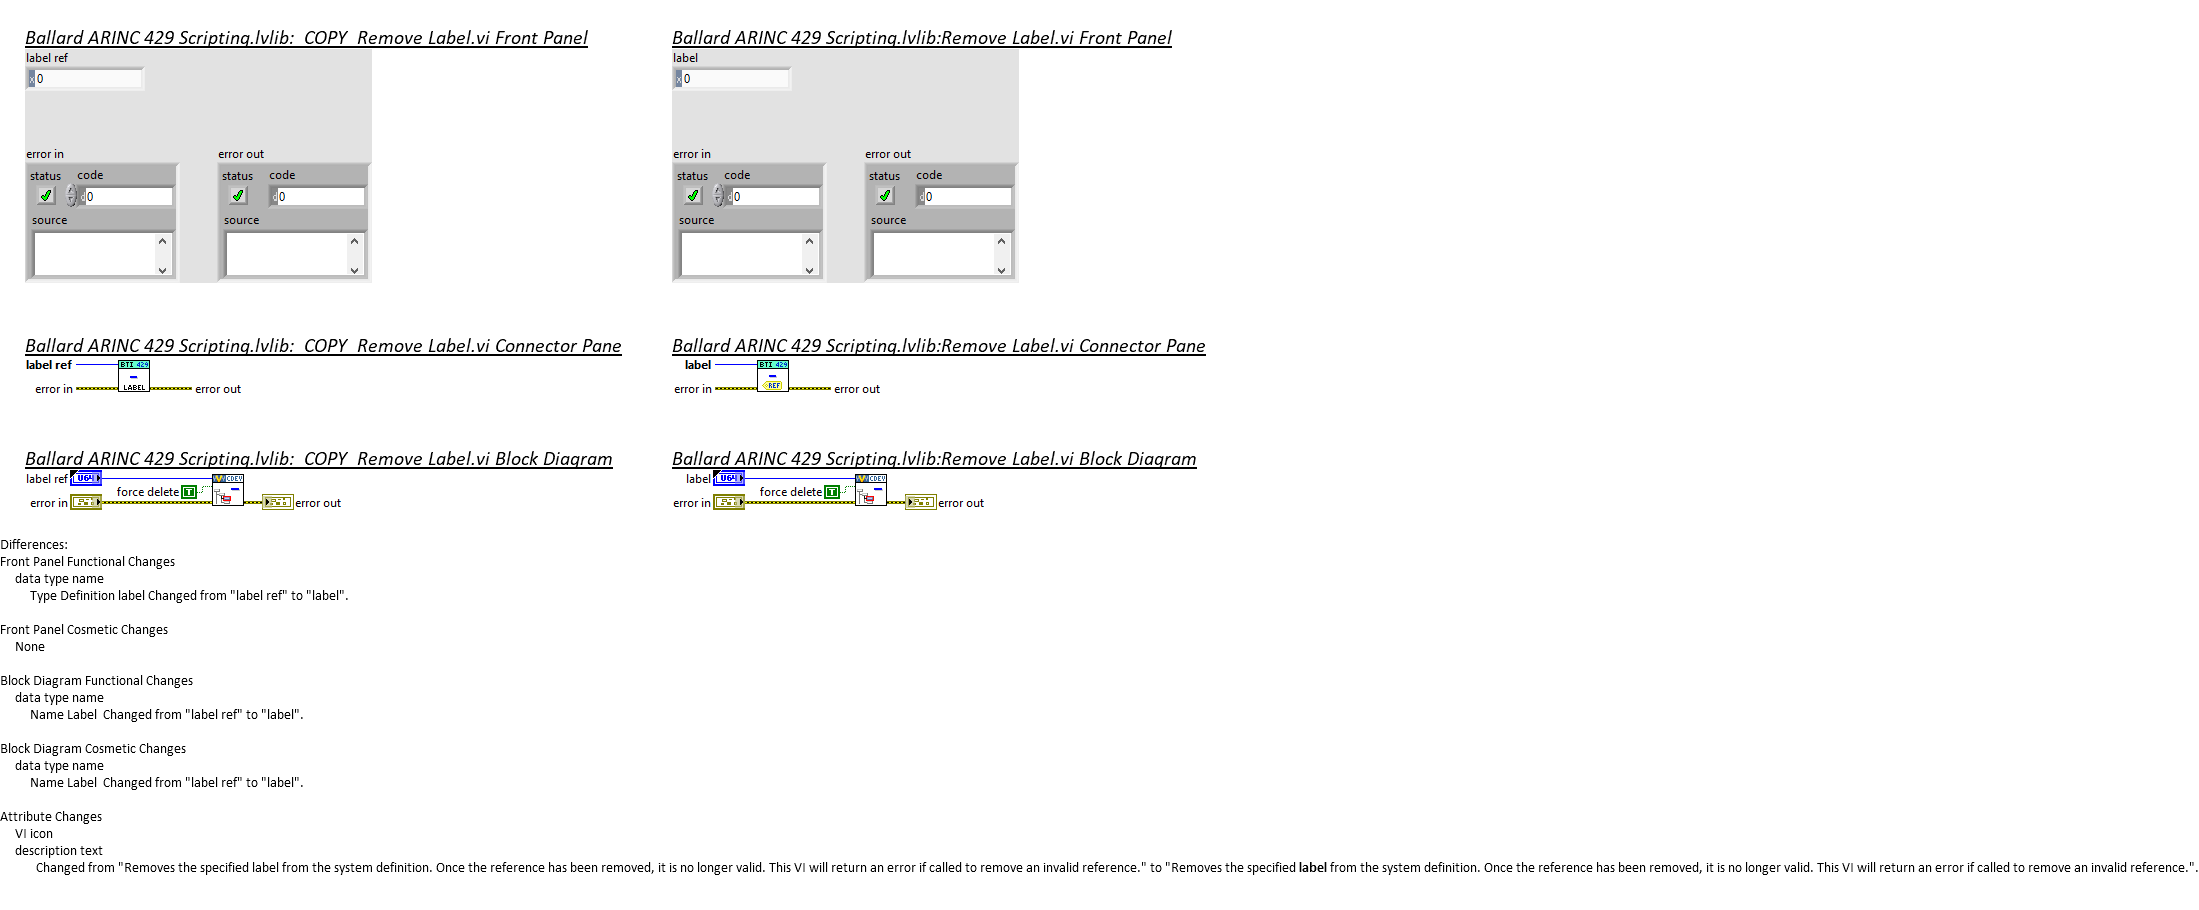 Ballard ARINC 429 Scripting.lvlib:_COPY_Remove Label.vi Front Panel
label ref
x 0
error in
error out
status
code
status
code
d 0
d 0
source
source
Ballard ARINC 429 Scripting.lvlib:Remove Label.vi Front Panel
label
x 0
error in
error out
status
code
status
code
d 0
d 0
source
source
Ballard ARINC 429 Scripting.lvlib:_COPY_Remove Label.vi Connector Pane
label ref
BTI 429
LABEL
error in
error out
Ballard ARINC 429 Scripting.lvlib:Remove Label.vi Connector Pane
label
BTI 429
REF
error in
error out
Ballard ARINC 429 Scripting.lvlib:_COPY_Remove Label.vi Block Diagram
label ref
U64
CDEV
force delete
T
error in
error out
Ballard ARINC 429 Scripting.lvlib:Remove Label.vi Block Diagram
label
U64
CDEV
force delete
T
error in
error out
Differences:
Front Panel Functional Changes
data type name
Type Definition label Changed from "label ref" to "label".
Front Panel Cosmetic Changes
None
Block Diagram Functional Changes
data type name
Name Label  Changed from "label ref" to "label".
Block Diagram Cosmetic Changes
data type name
Name Label  Changed from "label ref" to "label".
Attribute Changes
VI icon
description text
Changed from "Removes the specified label from the system definition. Once the reference has been removed, it is no longer valid. This VI will return an error if called to remove an invalid reference." to "Removes the specified label from the system definition. Once the reference has been removed, it is no longer valid. This VI will return an error if called to remove an invalid reference.".